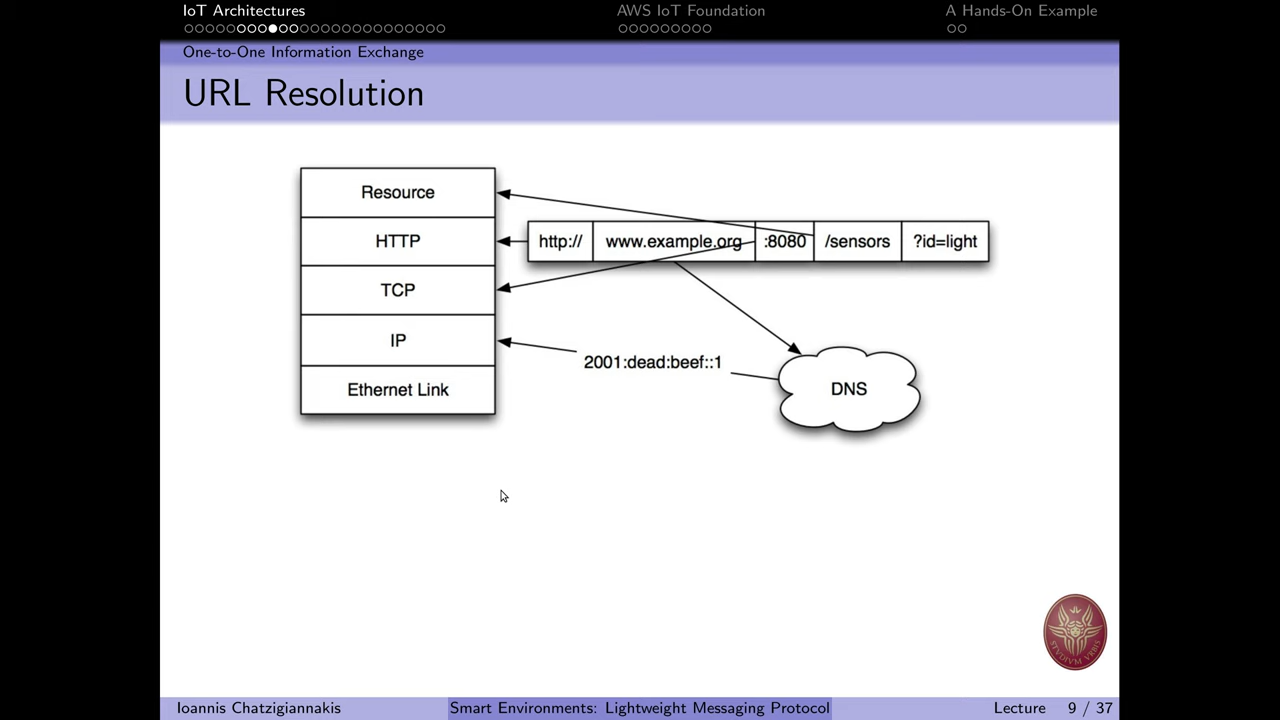 IoT Architectures
AWS IoT Foundation
A Hands-On Example
One-to-One Information Exchange
URL Resolution
Resource
HTTP
TCP
IP
Ethernet Link
http:// www.example.org :8080 /sensors ?id=light
2001:dead:beef::1
DNS
STVDIVM VRBIS
Ioannis Chatzigiannakis
Smart Environments: Lightweight Messaging Protocol
Lecture 9 / 37